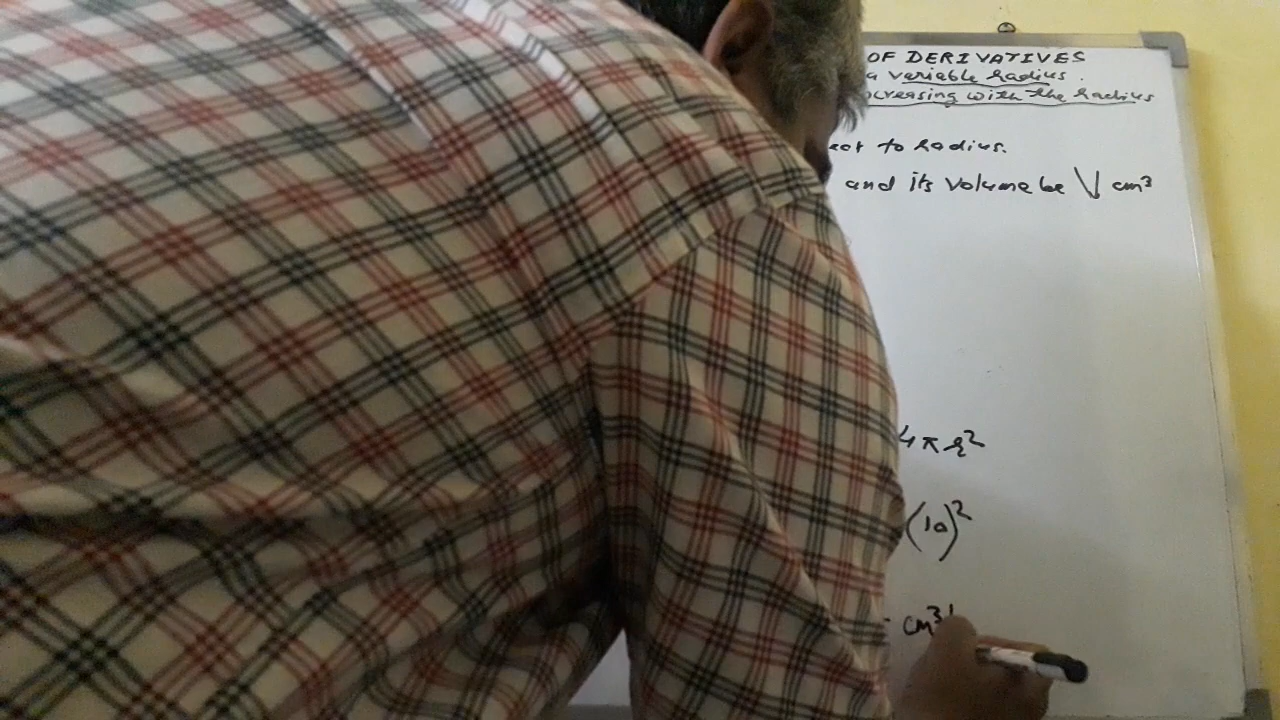 OF DERIVATIVES
a variable radius.
creasing with the radius
ect to radius.
and its volume be V cm³
4πr²
(10)²
cm³/